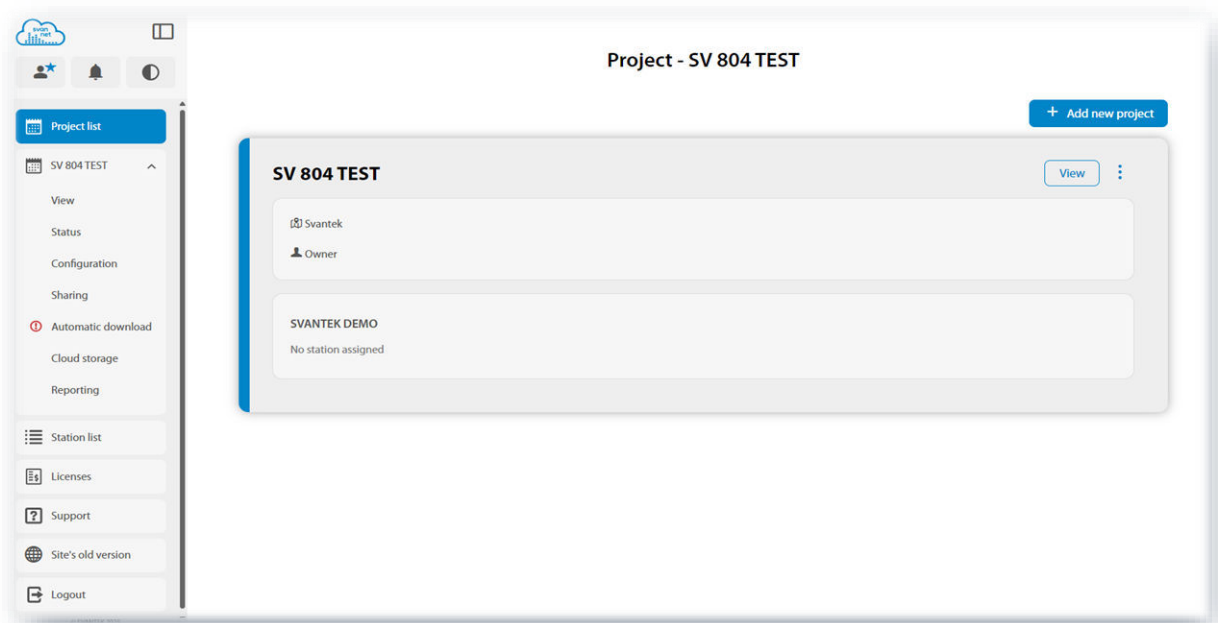 svan
net
Project list
SV 804 TEST
View
Status
Configuration
Sharing
Automatic download
Cloud storage
Reporting
Station list
Licenses
Support
Site's old version
Logout
Project - SV 804 TEST
+ Add new project
SV 804 TEST
View
Svantek
Owner
SVANTEK DEMO
No station assigned